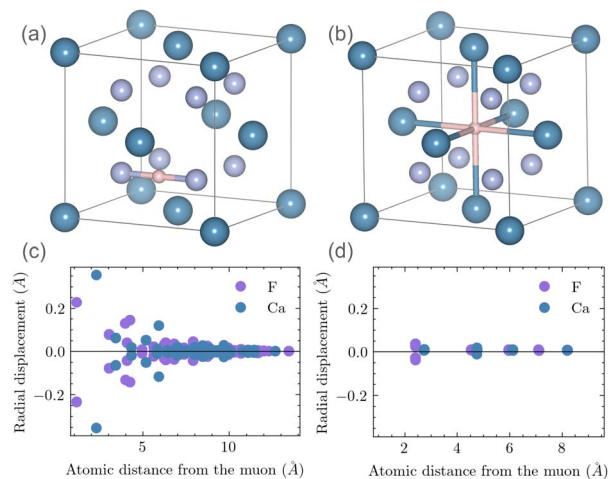 (a)
(b)
(c)
(d)
Radial displacement (Å)
0.2
0.0
−0.2
F
Ca
5
10
Atomic distance from the muon (Å)
Radial displacement (Å)
0.2
0.0
−0.2
F
Ca
2
4
6
8
Atomic distance from the muon (Å)